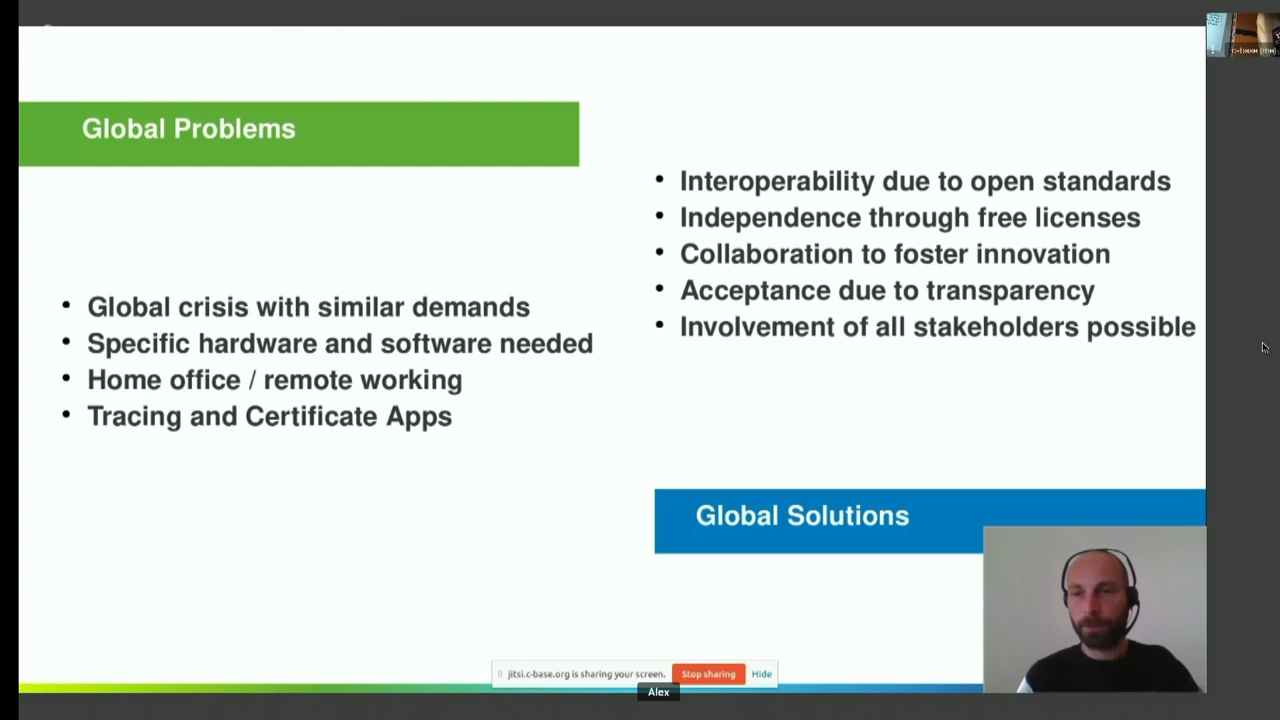 Global Problems
Global crisis with similar demands
Specific hardware and software needed
Home office / remote working
Tracing and Certificate Apps
Interoperability due to open standards
Independence through free licenses
Collaboration to foster innovation
Acceptance due to transparency
Involvement of all stakeholders possible
Global Solutions
jitsi.c-base.org is sharing your screen.
Stop sharing
Hide
Alex
c-base (me)